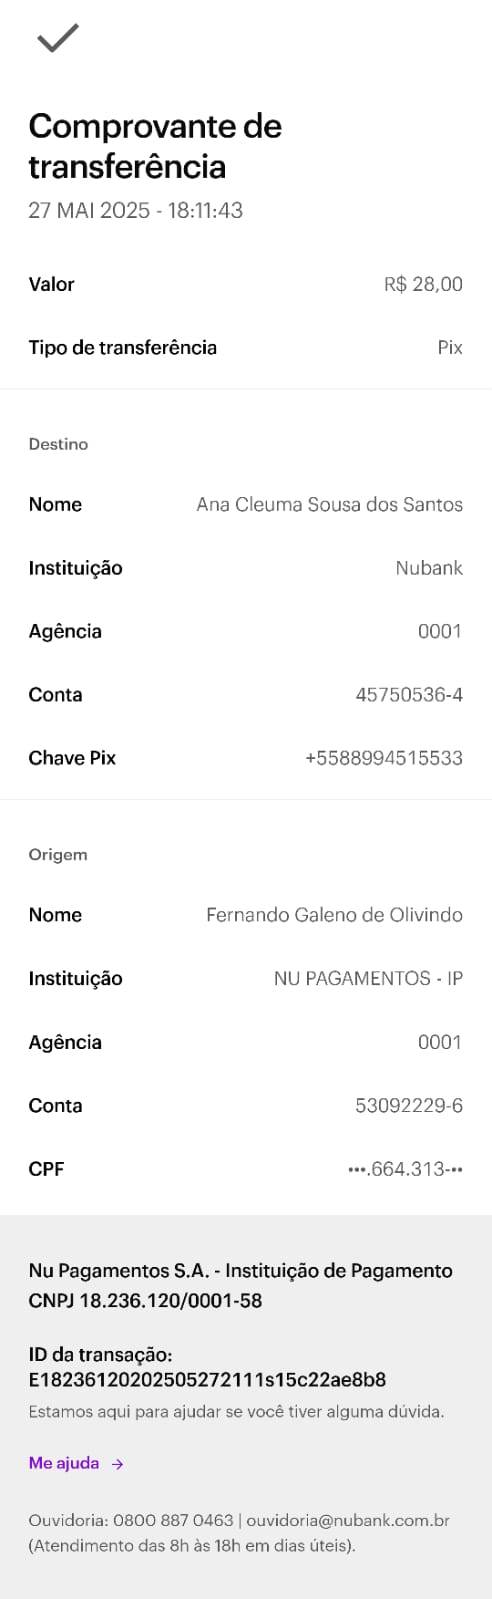 Comprovante de
transferência
27 MAI 2025 - 18:11:43
Valor R$ 28,00
Tipo de transferência Pix
Destino
Nome Ana Cleuma Sousa dos Santos
Instituição Nubank
Agência 0001
Conta 45750536-4
Chave Pix +5588994515533
Origem
Nome Fernando Galeno de Olivindo
Instituição NU PAGAMENTOS - IP
Agência 0001
Conta 53092229-6
CPF •••.664.313-••
Nu Pagamentos S.A. - Instituição de Pagamento
CNPJ 18.236.120/0001-58
ID da transação:
E18236120202505272111s15c22ae8b8
Estamos aqui para ajudar se você tiver alguma dúvida.
Me ajuda →
Ouvidoria: 0800 887 0463 | ouvidoria@nubank.com.br
(Atendimento das 8h às 18h em dias úteis).